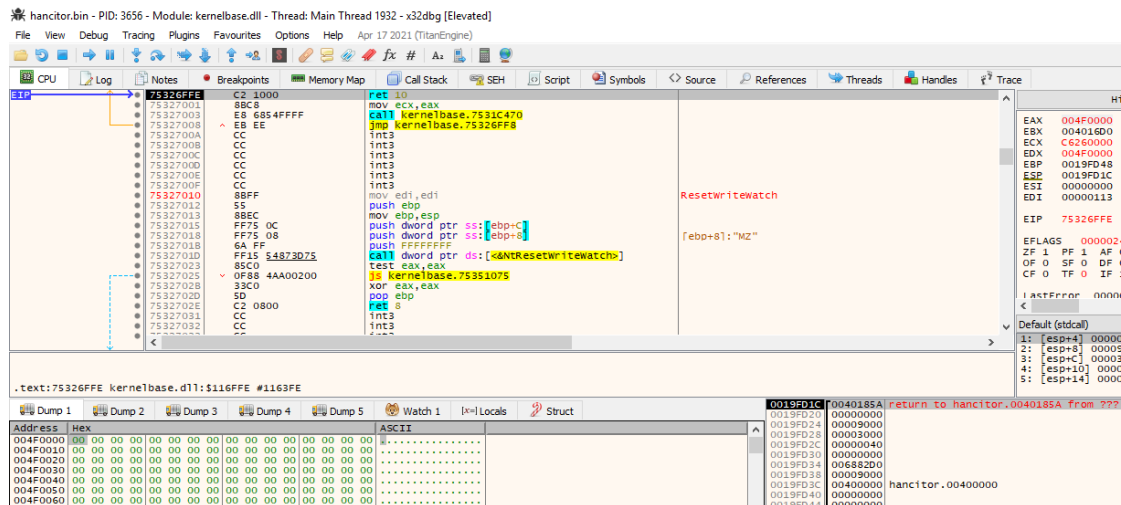 hancitor.bin - PID: 3656 - Module: kernelbase.dll - Thread: Main Thread 1932 - x32dbg [Elevated]
File View Debug Tracing Plugins Favourites Options Help Apr 17 2021 (TitanEngine)
CPU Log Notes Breakpoints Memory Map Call Stack SEH Script Symbols Source References Threads Handles Trace
EIP
75326FFE C2 1000 ret 10
75327001 8BC8 mov ecx,eax
75327003 E8 6854FFFF call kernelbase.7531C470
75327008 EB EE jmp kernelbase.75326FF8
7532700A CC int3
7532700B CC int3
7532700C CC int3
7532700D CC int3
7532700E CC int3
7532700F CC int3
75327010 8BFF mov edi,edi ResetWriteWatch
75327012 55 push ebp
75327013 8BEC mov ebp,esp
75327015 FF75 0C push dword ptr ss:[ebp+C]
75327018 FF75 08 push dword ptr ss:[ebp+8] [ebp+8]:"MZ"
7532701B 6A FF push FFFFFFFF
7532701D FF15 54873D75 call dword ptr ds:[<&NtResetWriteWatch>]
75327023 85C0 test eax,eax
75327025 0F88 4AA00200 js kernelbase.75351075
7532702B 33C0 xor eax,eax
7532702D 5D pop ebp
7532702E C2 0800 ret 8
75327031 CC int3
75327032 CC int3
EAX 004F0000
EBX 004016D0
ECX C6260000
EDX 004F0000
EBP 0019FD48
ESP 0019FD1C
ESI 00000000
EDI 00000113
EIP 75326FFE
EFLAGS 0000024
ZF 1 PF 1 AF
OF 0 SF 0 DF
CF 0 TF 0 IF
LastError 0000
Default (stdcall)
1: [esp+4] 0000
2: [esp+8] 00009
3: [esp+C] 00003
4: [esp+10] 0000
5: [esp+14] 0000
.text:75326FFE kernelbase.dll:$116FFE #1163FE
Dump 1 Dump 2 Dump 3 Dump 4 Dump 5 Watch 1 [x=] Locals Struct
Address Hex ASCII
004F0000 00 00 00 00 00 00 00 00 00 00 00 00 00 00 00 00 ................
004F0010 00 00 00 00 00 00 00 00 00 00 00 00 00 00 00 00 ................
004F0020 00 00 00 00 00 00 00 00 00 00 00 00 00 00 00 00 ................
004F0030 00 00 00 00 00 00 00 00 00 00 00 00 00 00 00 00 ................
004F0040 00 00 00 00 00 00 00 00 00 00 00 00 00 00 00 00 ................
004F0050 00 00 00 00 00 00 00 00 00 00 00 00 00 00 00 00 ................
004F0060 00 00 00 00 00 00 00 00 00 00 00 00 00 00 00 00 ................
0019FD1C 0040185A return to hancitor.0040185A from ???
0019FD20 00000000
0019FD24 00009000
0019FD28 00003000
0019FD2C 00000040
0019FD30 00000000
0019FD34 006882D0
0019FD38 00009000
0019FD3C 00400000 hancitor.00400000
0019FD40 00000000
0019FD44 00000000